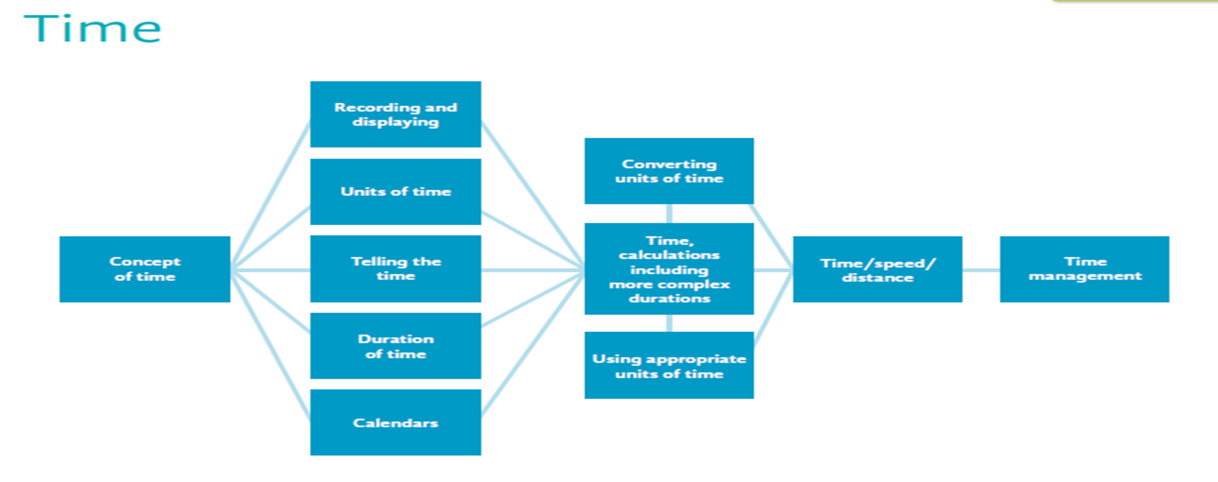 Time
Recording and
displaying
Units of time
Telling the
time
Duration
of time
Calendars
Concept
of time
Converting
units of time
Time,
calculations
including
more complex
durations
Using appropriate
units of time
Time/speed/
distance
Time
management